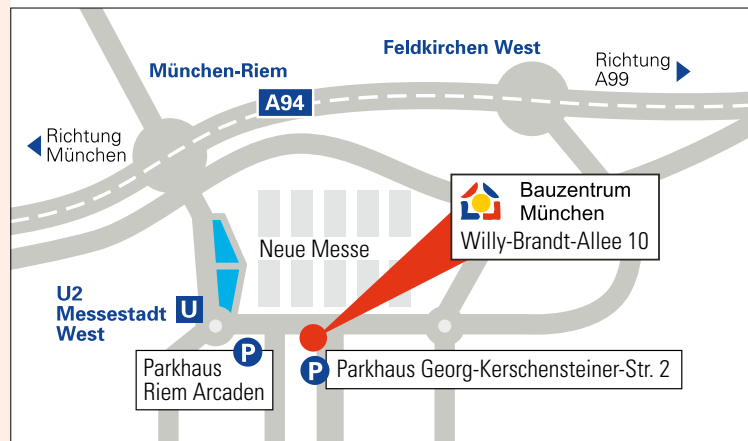 Feldkirchen West
München-Riem
Richtung
A99
A94
Richtung
München
Bauzentrum
München
Willy-Brandt-Allee 10
Neue Messe
U2
Messestadt
West
U
P
Parkhaus
Riem Arcaden
P
Parkhaus Georg-Kerschensteiner-Str. 2